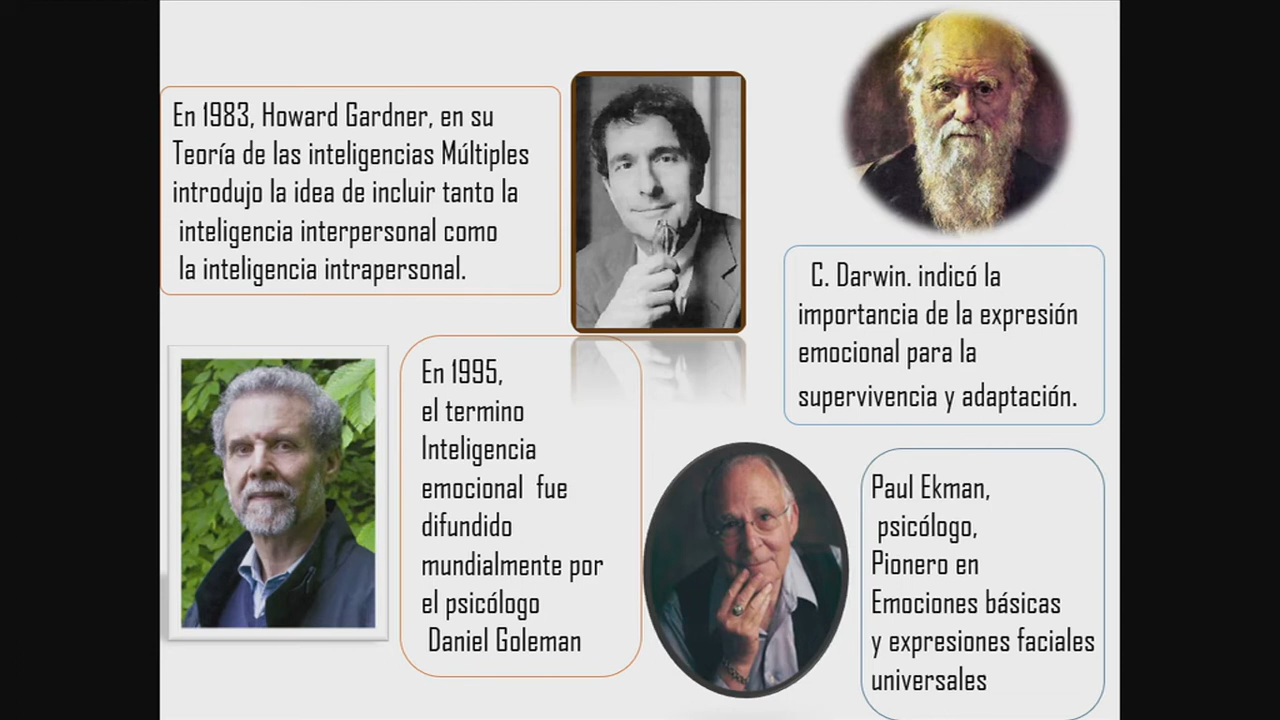 En 1983, Howard Gardner, en su
Teoría de las inteligencias Múltiples
introdujo la idea de incluir tanto la
inteligencia interpersonal como
la inteligencia intrapersonal.
C. Darwin. indicó la
importancia de la expresión
emocional para la
supervivencia y adaptación.
En 1995,
el termino
Inteligencia
emocional fue
difundido
mundialmente por
el psicólogo
Daniel Goleman
Paul Ekman,
psicólogo,
Pionero en
Emociones básicas
y expresiones faciales
universales